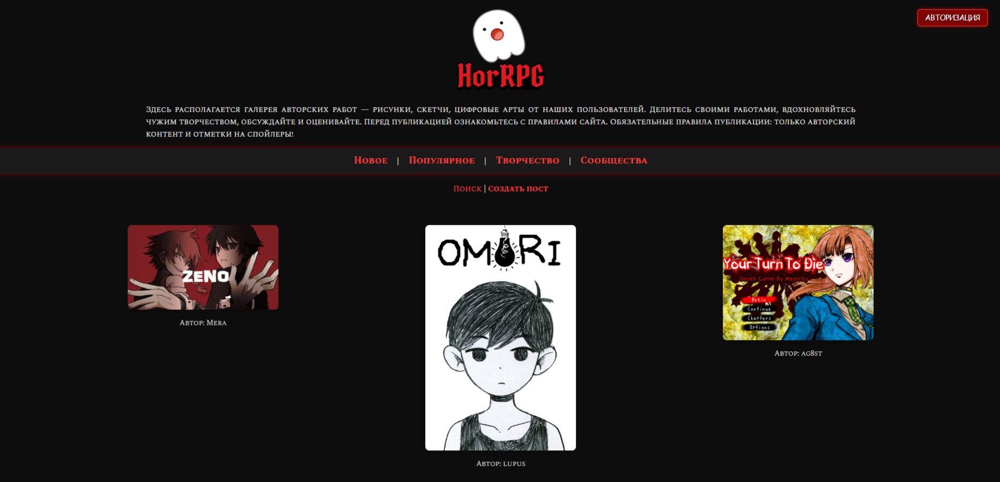 АВТОРИЗАЦИЯ
HorRPG
Здесь располагается галерея авторских работ — рисунки, скетчи, цифровые арты от наших пользователей. Делитесь своими работами, вдохновляйтесь
чужим творчеством, обсуждайте и оценивайте. Перед публикацией ознакомьтесь с правилами сайта. Обязательные правила публикации: только авторский
контент и отметки на спойлеры!
Новое | Популярное | Творчество | Сообщества
Поиск | Создать пост
ZENO
Автор: Mera
OMORI
Автор: lupus
Your Turn To Die
-Death Game By Majority-
Begin
Continue
Chapters
Options
Автор: ag8st